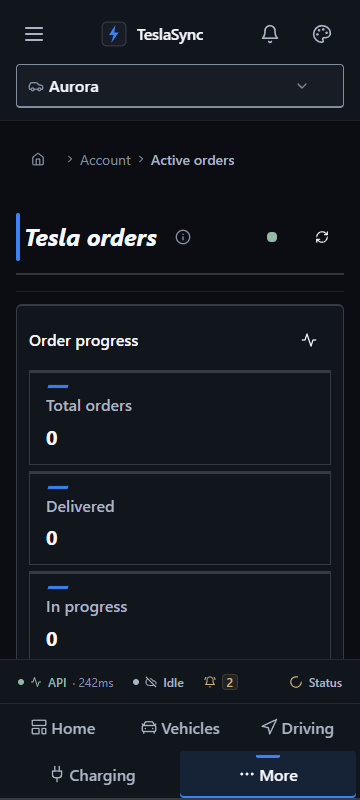 TeslaSync
Aurora
Account
Active orders
Tesla orders
Order progress
Total orders
0
Delivered
0
In progress
0
API · 242ms
Idle
2
Status
Home
Vehicles
Driving
Charging
More